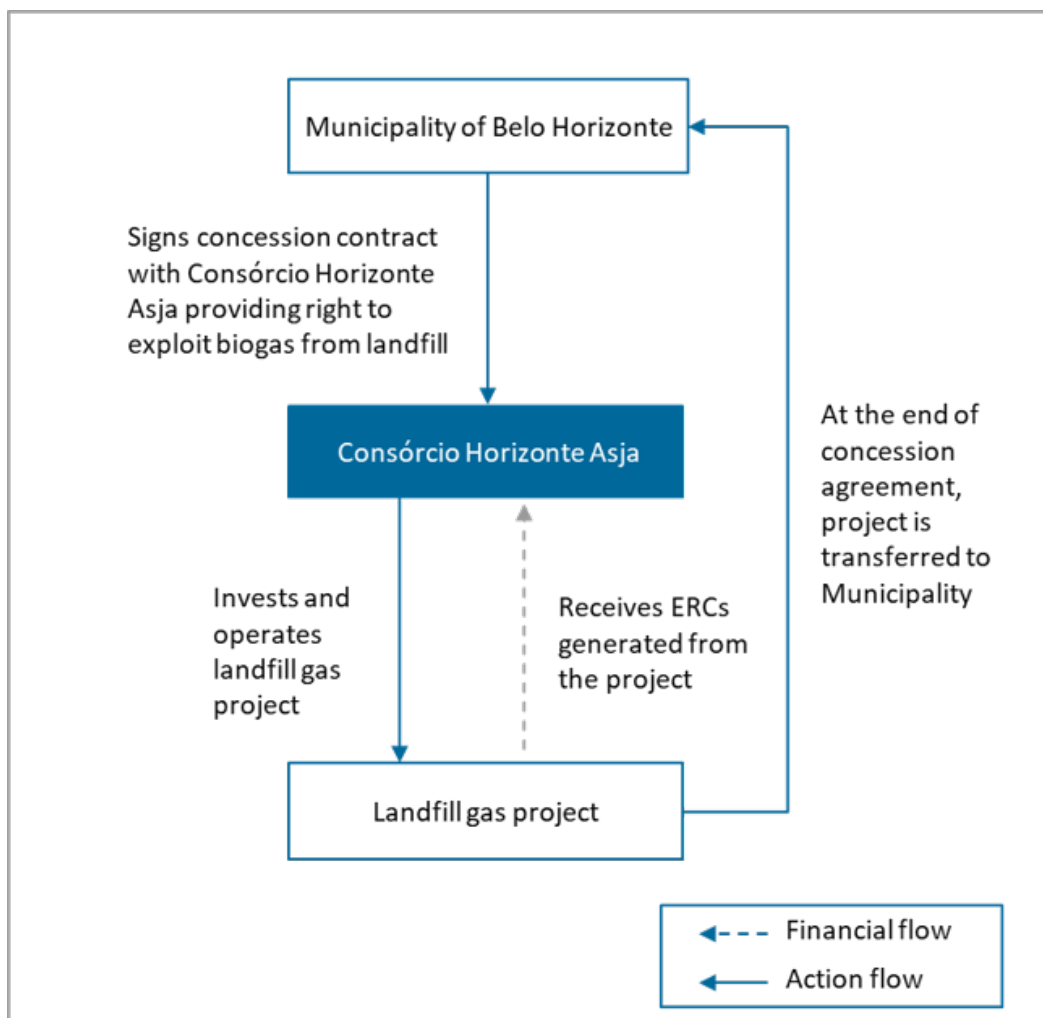 Municipality of Belo Horizonte
Signs concession contract
with Consórcio Horizonte
Asja providing right to
exploit biogas from landfill
Consórcio Horizonte Asja
At the end of
concession
agreement,
project is
transferred to
Municipality
Invests and
operates
landfill gas
project
Receives ERCs
generated from
the project
Landfill gas project
Financial flow
Action flow